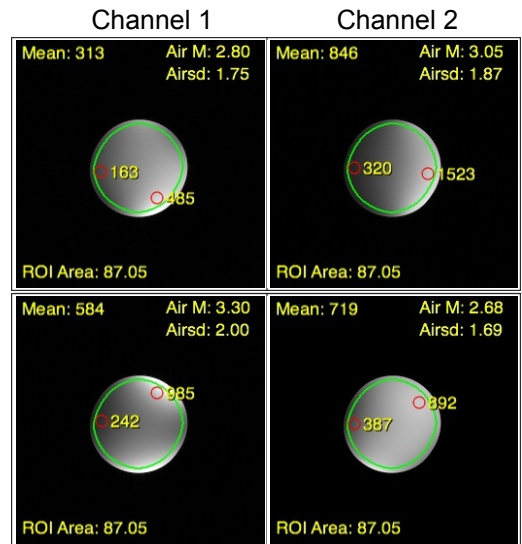 Channel 1
Channel 2
Mean: 313
Air M: 2.80
Airsd: 1.75
163
485
ROI Area: 87.05
Mean: 846
Air M: 3.05
Airsd: 1.87
320
1523
ROI Area: 87.05
Mean: 584
Air M: 3.30
Airsd: 2.00
985
242
ROI Area: 87.05
Mean: 719
Air M: 2.68
Airsd: 1.69
892
387
ROI Area: 87.05